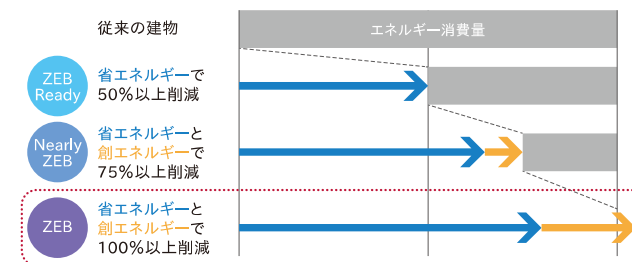 従来の建物
エネルギー消費量
ZEB
Ready
省エネルギーで
50%以上削減
Nearly
ZEB
省エネルギーと
創エネルギーで
75%以上削減
ZEB
省エネルギーと
創エネルギーで
100%以上削減